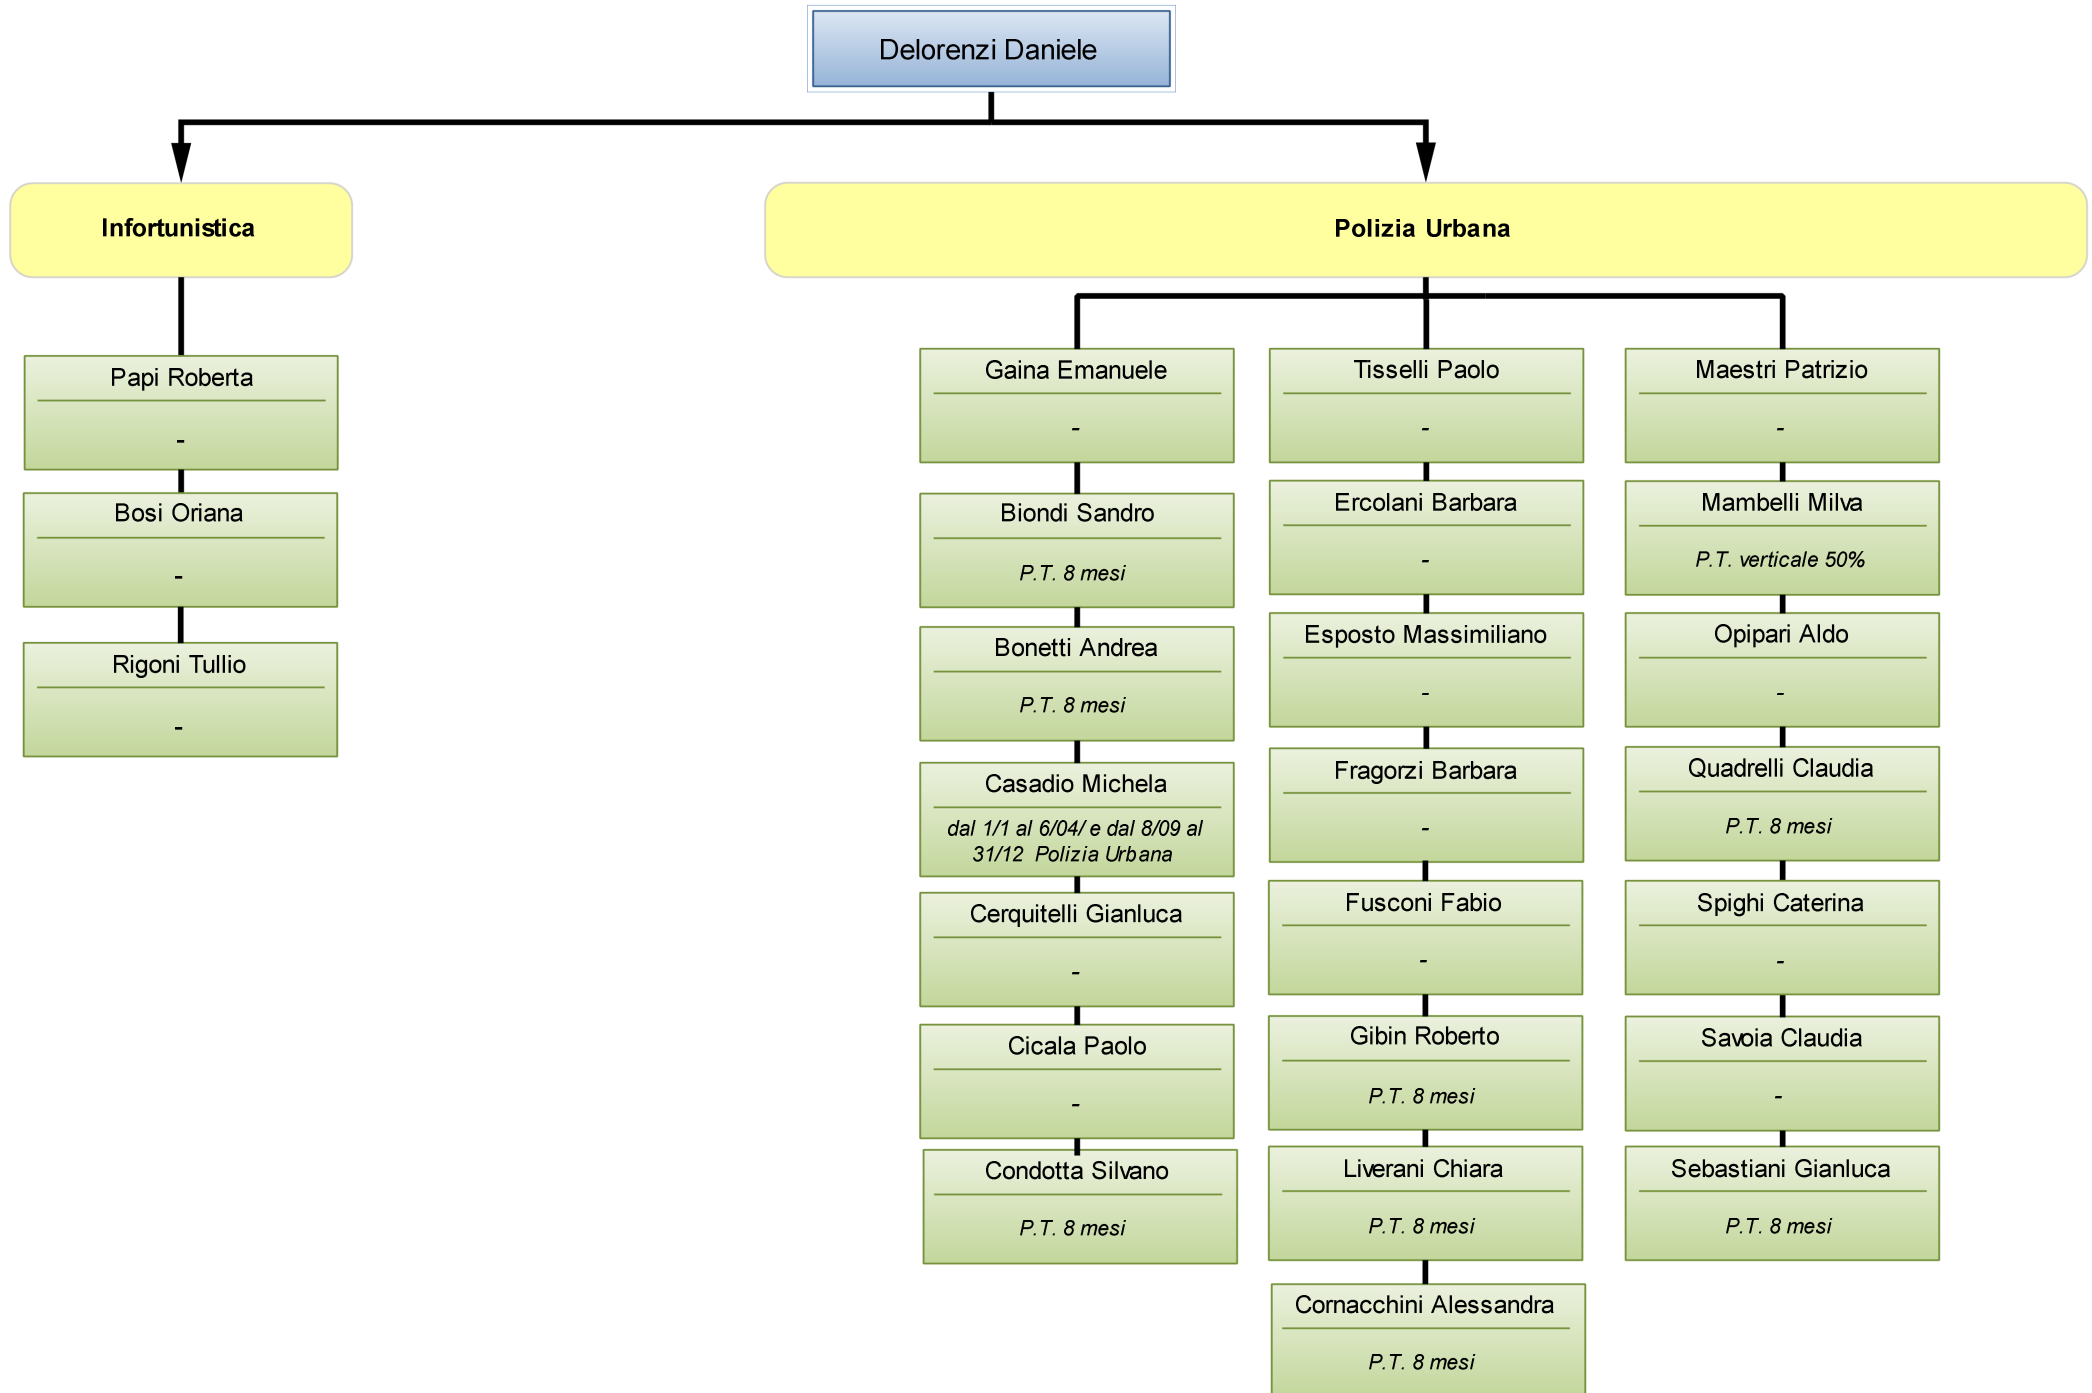 Delorenzi Daniele
Infortunistica
Papi Roberta
-
Bosi Oriana
-
Rigoni Tullio
-
Polizia Urbana
Gaina Emanuele
-
Biondi Sandro
P.T. 8 mesi
Bonetti Andrea
P.T. 8 mesi
Casadio Michela
dal 1/1 al 6/04/ e dal 8/09 al
31/12 Polizia Urbana
Cerquitelli Gianluca
-
Cicala Paolo
-
Condotta Silvano
P.T. 8 mesi
Tisselli Paolo
-
Ercolani Barbara
-
Esposto Massimiliano
-
Fragorzi Barbara
-
Fusconi Fabio
-
Gibin Roberto
P.T. 8 mesi
Liverani Chiara
P.T. 8 mesi
Cornacchini Alessandra
P.T. 8 mesi
Maestri Patrizio
-
Mambelli Milva
P.T. verticale 50%
Opipari Aldo
-
Quadrelli Claudia
P.T. 8 mesi
Spighi Caterina
-
Savoia Claudia
-
Sebastiani Gianluca
P.T. 8 mesi